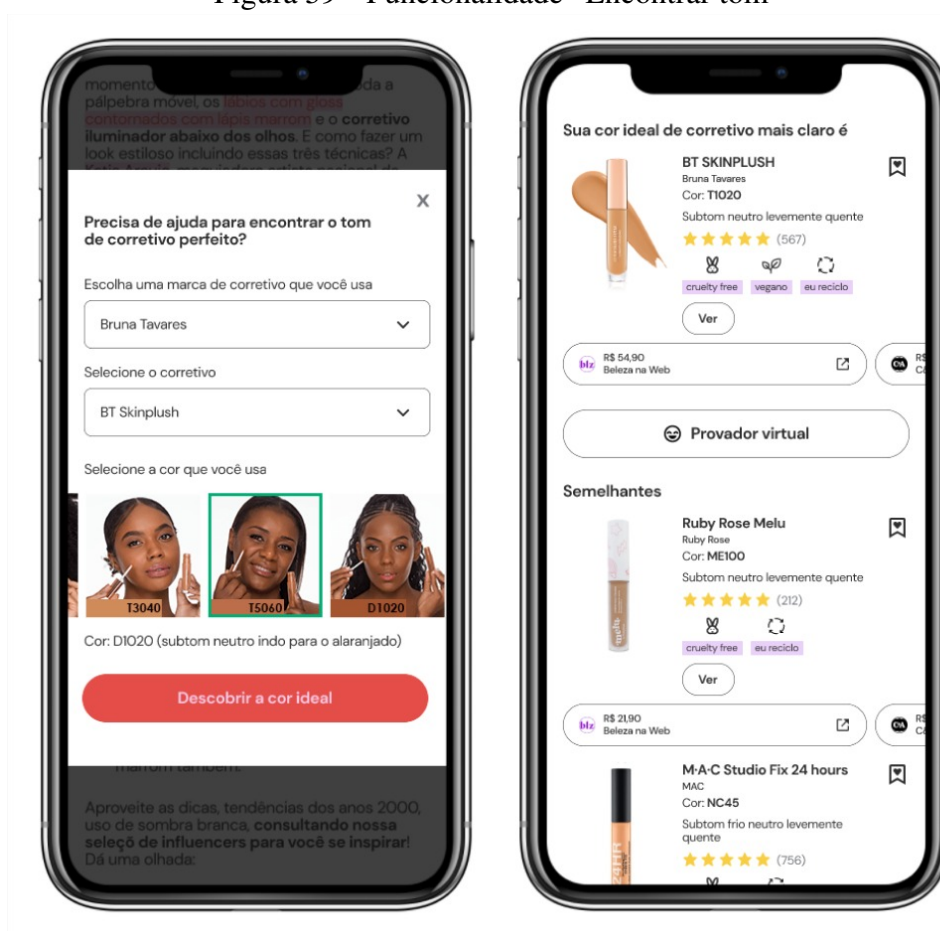 Figura 39 - Funcionalidade "Encontrar tom"
momento
da a
pálpebra móvel, os lábios com gloss
contornados com lápis marrom e o corretivo
iluminador abaixo dos olhos. E como fazer um
look estiloso incluindo essas três técnicas? A
X
Precisa de ajuda para encontrar o tom
de corretivo perfeito?
Escolha uma marca de corretivo que você usa
Bruna Tavares
Selecione o corretivo
BT Skinplush
Selecione a cor que você usa
T3040
T5060
D1020
Cor: D1020 (subtom neutro indo para o alaranjado)
Descobrir a cor ideal
marrom também.
Aproveite as dicas, tendências dos anos 2000,
uso de sombra branca, consultando nossa
seleçõ de influencers para você se inspirar!
Dá uma olhada:
Sua cor ideal de corretivo mais claro é
BT SKINPLUSH
Bruna Tavares
Cor: T1020
Subtom neutro levemente quente
(567)
cruelty free vegano eu reciclo
Ver
blz R$ 54,90
Beleza na Web
C&A R$
Provador virtual
Semelhantes
Ruby Rose Melu
Ruby Rose
Cor: ME100
Subtom neutro levemente quente
(212)
melu
cruelty free eu reciclo
Ver
blz R$ 21,90
Beleza na Web
C&A R$
M·A·C Studio Fix 24 hours
MAC
Cor: NC45
Subtom frio neutro levemente
quente
(756)